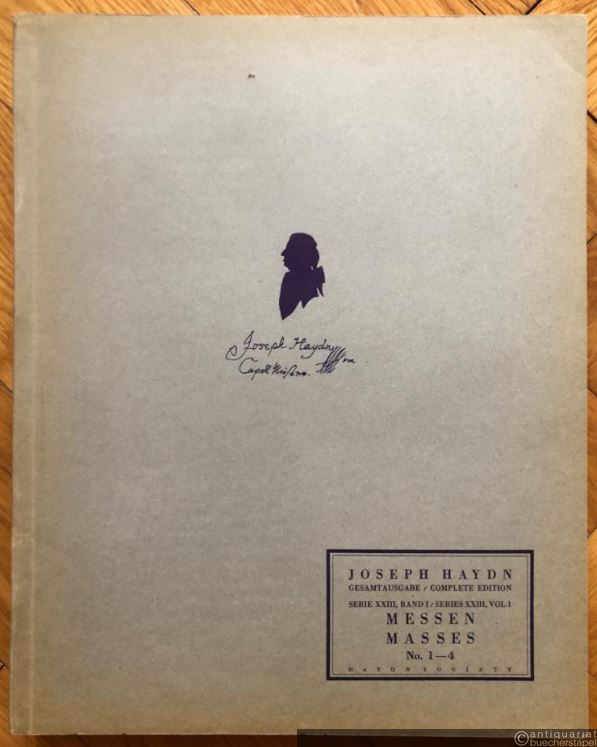 Joseph Haydn
JOSEPH HAYDN
GESAMTAUSGABE / COMPLETE EDITION
SERIE XXIII, BAND I / SERIES XXIII, VOL. 1
MESSEN
MASSES
No. 1—4
HAYDN SOCIETY
©antiquariat
buecherstapel